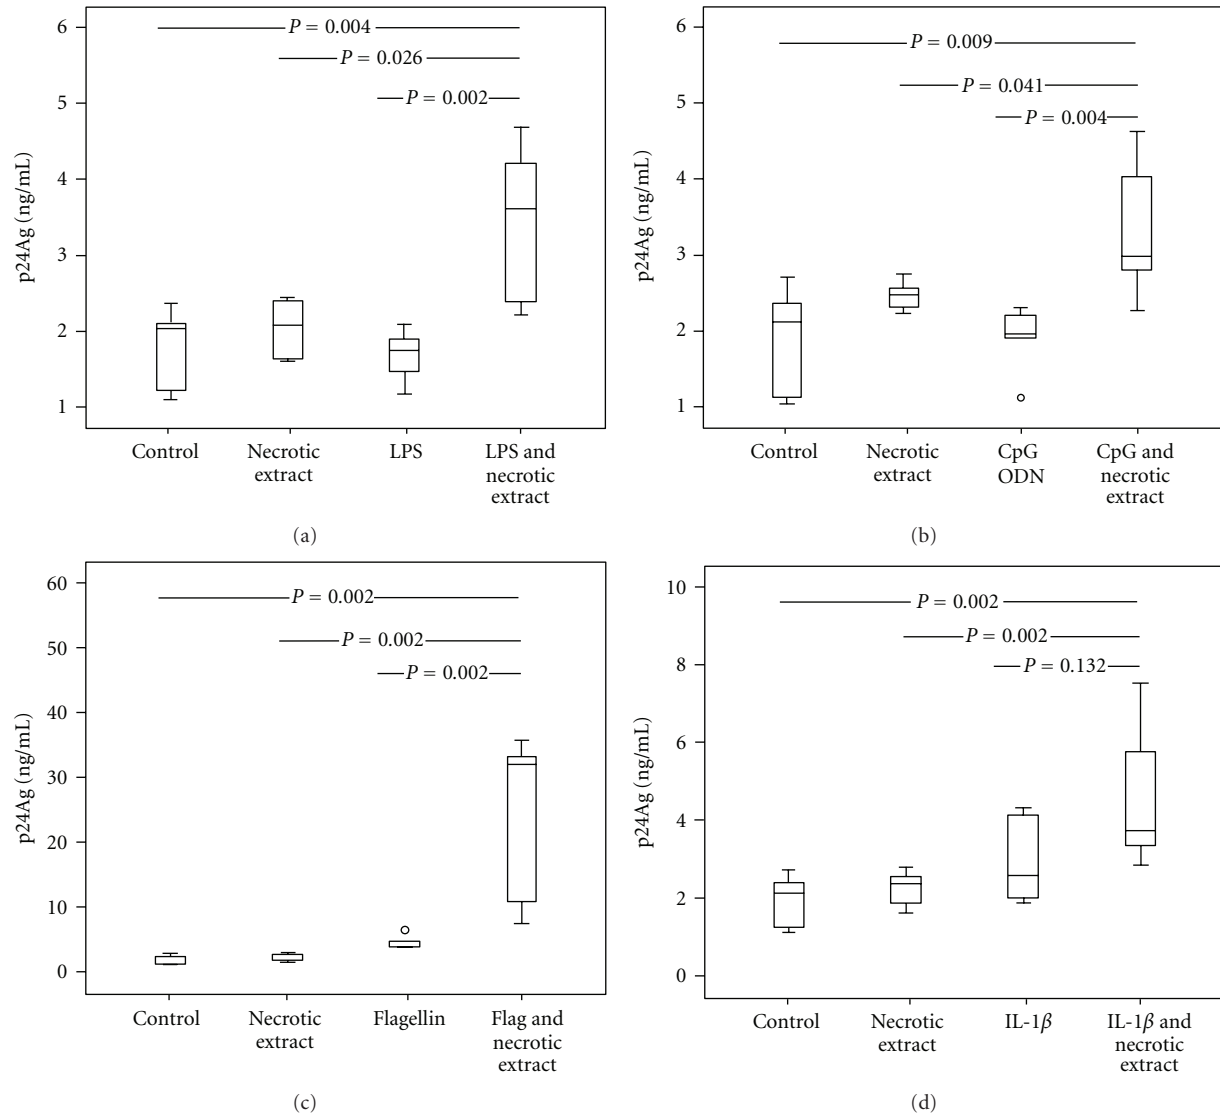 6
5
4
3
2
1
p24Ag (ng/mL)
P = 0.004
P = 0.026
P = 0.002
Control
Necrotic
extract
LPS
LPS and
necrotic
extract
(a)
6
5
4
3
2
1
p24Ag (ng/mL)
P = 0.009
P = 0.041
P = 0.004
Control
Necrotic
extract
CpG
ODN
CpG and
necrotic
extract
(b)
60
50
40
30
20
10
0
p24Ag (ng/mL)
P = 0.002
P = 0.002
P = 0.002
Control
Necrotic
extract
Flagellin
Flag and
necrotic
extract
(c)
10
8
6
4
2
0
p24Ag (ng/mL)
P = 0.002
P = 0.002
P = 0.132
Control
Necrotic
extract
IL-1β
IL-1β and
necrotic
extract
(d)